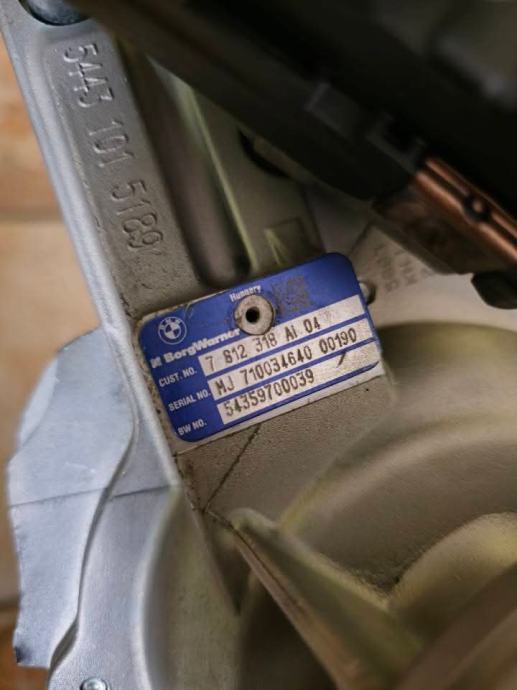 5443 101 5189
Hungary
BorgWarner
CUST. NO. 7 812 318 AI 04
SERIAL NO. MJ 710034640 00190
BW NO. 54359700039